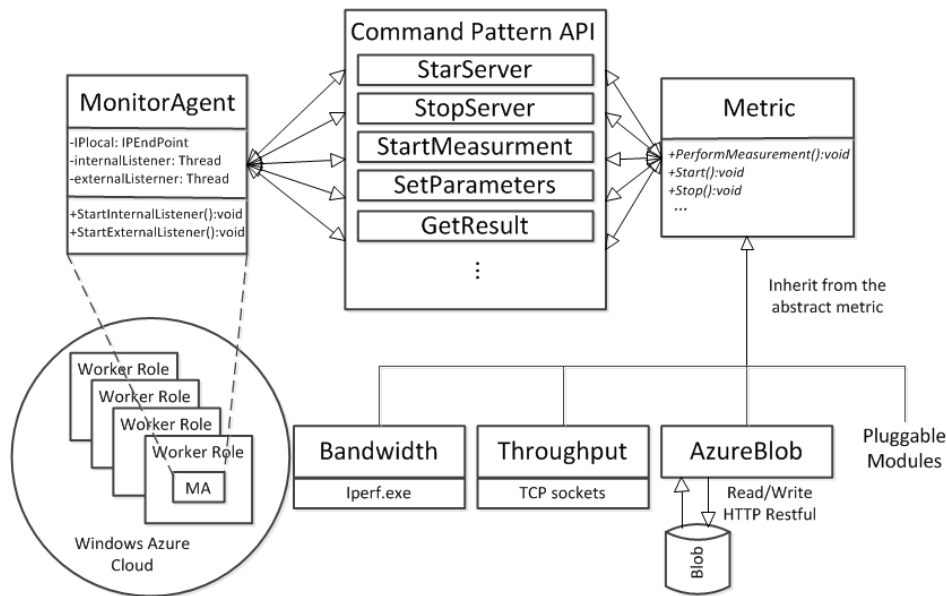 Command Pattern API
StarServer
StopServer
StartMeasurment
SetParameters
GetResult
⋮
MonitorAgent
-IPlocal: IPEndPoint
-internalListener: Thread
-externalListerner: Thread
+StartInternalListener():void
+StartExternalListener():void
Metric
+PerformMeasurement():void
+Start():void
+Stop():void
...
Inherit from the
abstract metric
Worker Role
Worker Role
Worker Role
Worker Role
MA
Windows Azure
Cloud
Bandwidth
Iperf.exe
Throughput
TCP sockets
AzureBlob
Read/Write
HTTP Restful
Blob
Pluggable
Modules